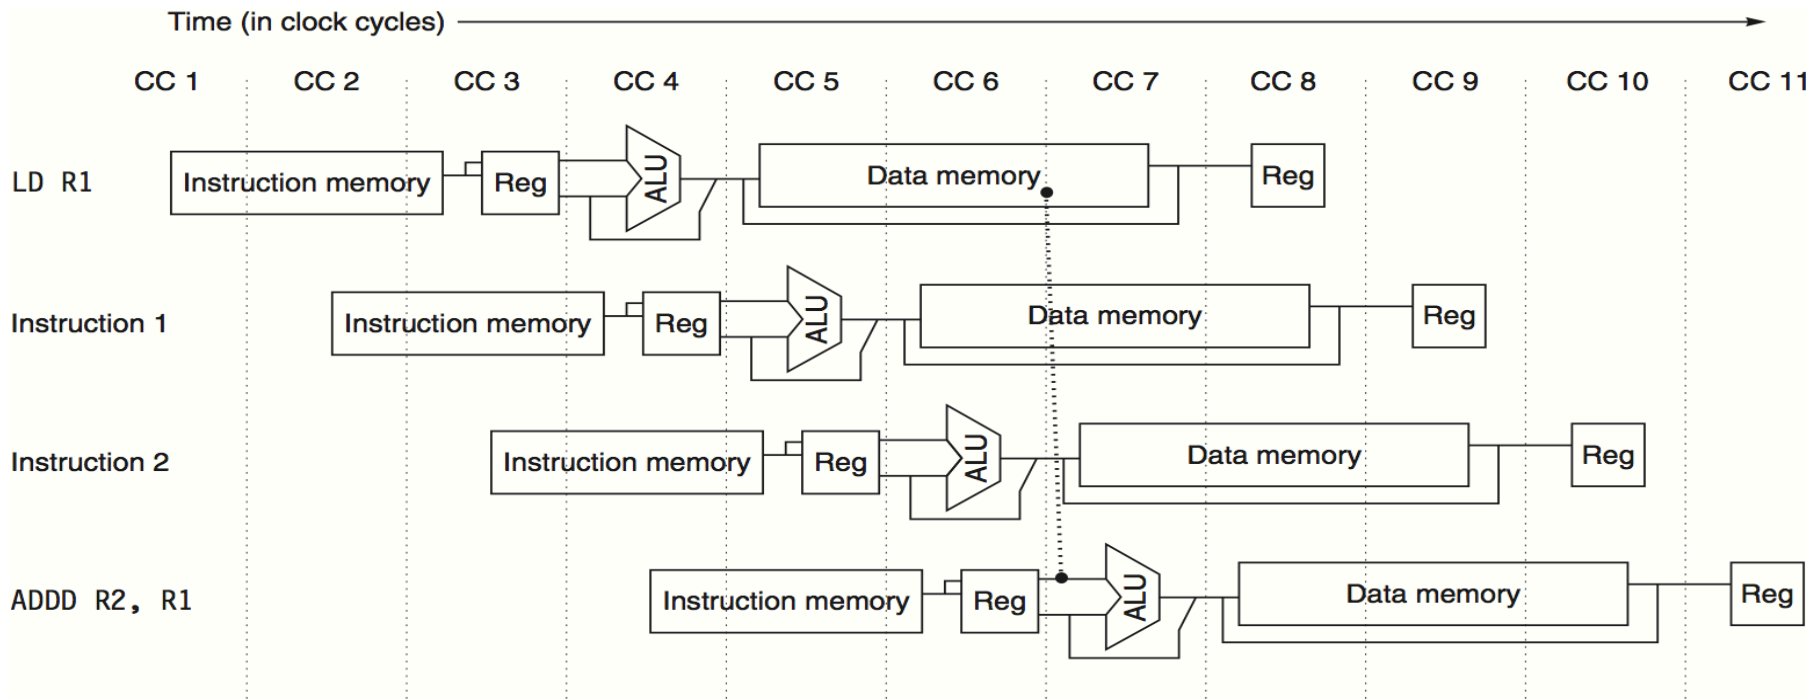 Time (in clock cycles)
CC 1 CC 2 CC 3 CC 4 CC 5 CC 6 CC 7 CC 8 CC 9 CC 10 CC 11
LD R1 Instruction memory Reg ALU Data memory Reg
Instruction 1 Instruction memory Reg ALU Data memory Reg
Instruction 2 Instruction memory Reg ALU Data memory Reg
ADDD R2, R1 Instruction memory Reg ALU Data memory Reg